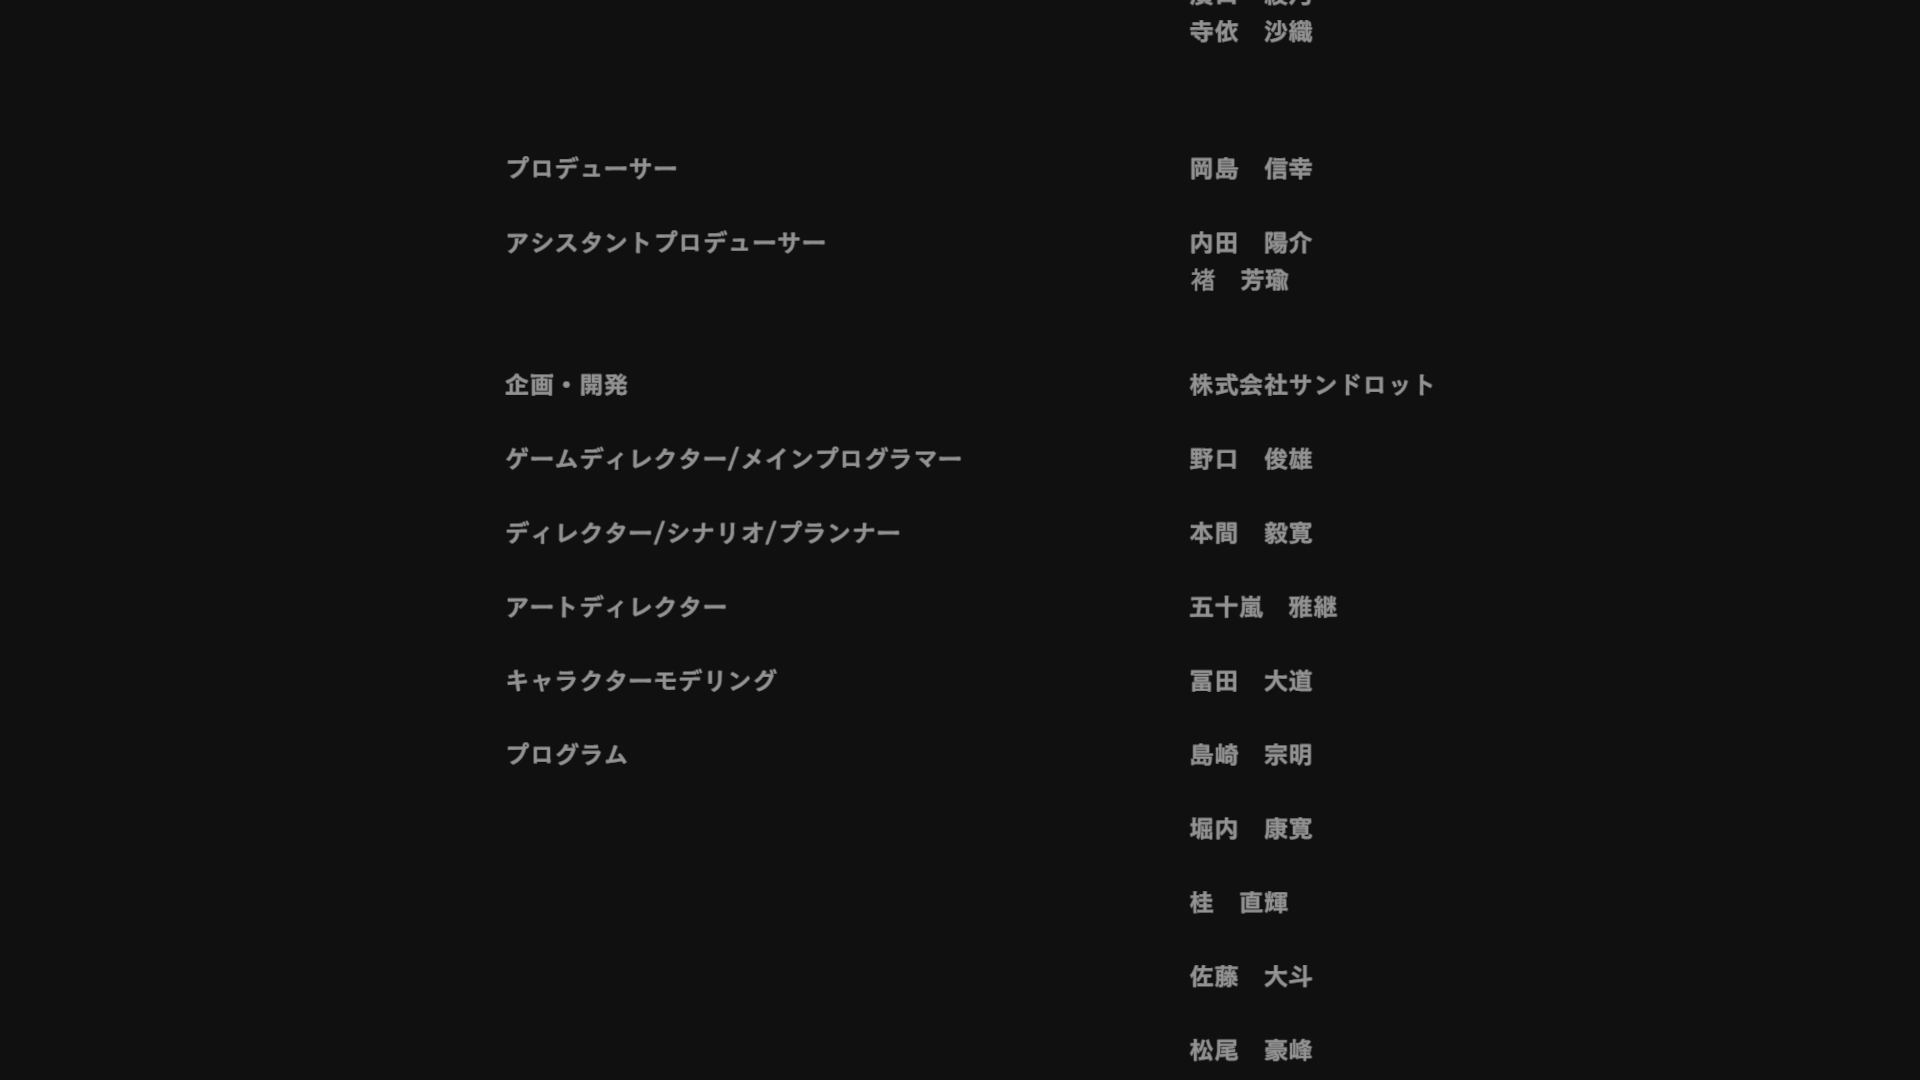 寺依　沙織
プロデューサー　岡島　信幸
アシスタントプロデューサー　内田　陽介
褚　芳瑜
企画・開発　株式会社サンドロット
ゲームディレクター/メインプログラマー　野口　俊雄
ディレクター/シナリオ/プランナー　本間　毅寛
アートディレクター　五十嵐　雅継
キャラクターモデリング　冨田　大道
プログラム　島崎　宗明
堀内　康寛
桂　直輝
佐藤　大斗
松尾　豪峰